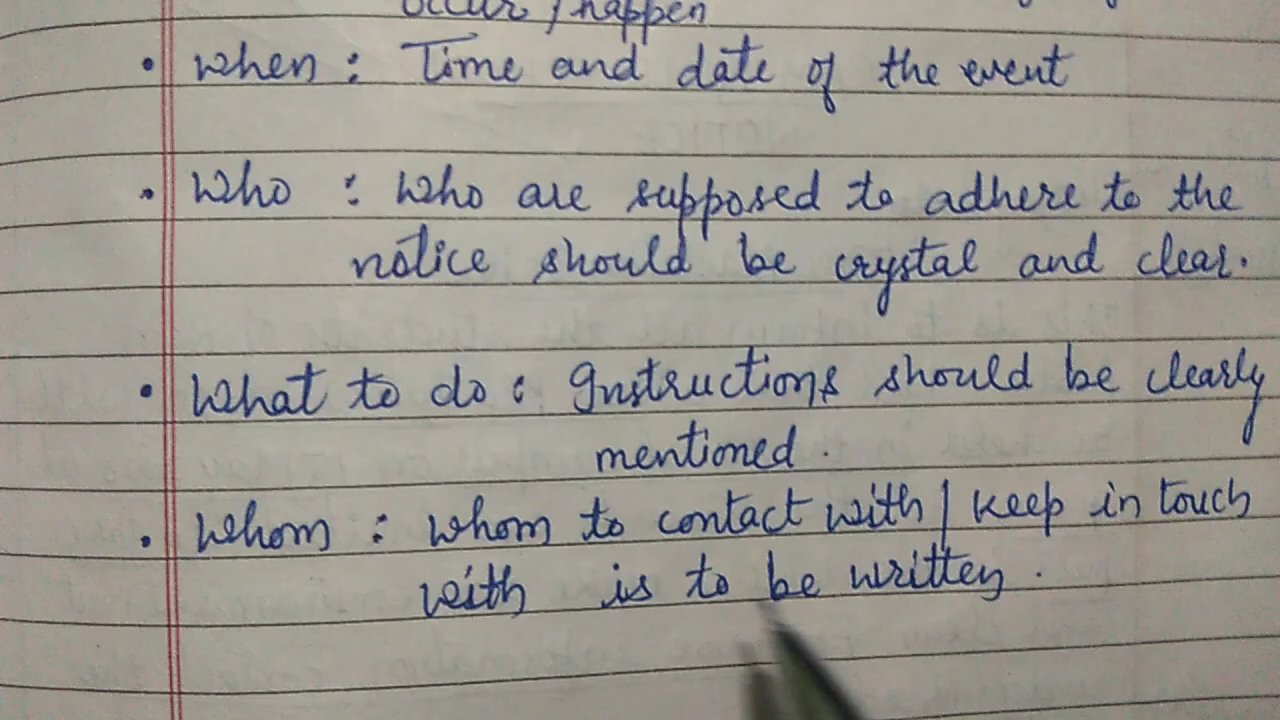 occur / happen
• When : Time and date of the event
• Who : Who are supposed to adhere to the
notice should be crystal and clear.
• What to do : Instructions should be clearly
mentioned.
• Whom : Whom to contact with / keep in touch
with is to be written.